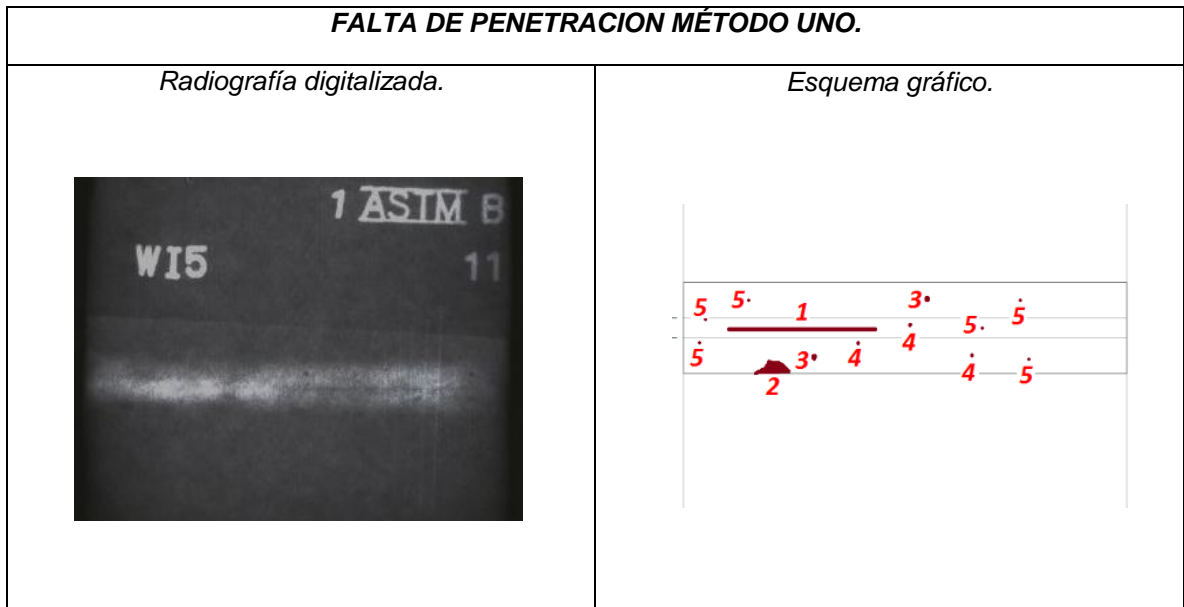 FALTA DE PENETRACION MÉTODO UNO.
Radiografía digitalizada.
Esquema gráfico.
1 ASTM B
WI5
11
5 5 1 3 5
5 4
5 3 4 4 5
2